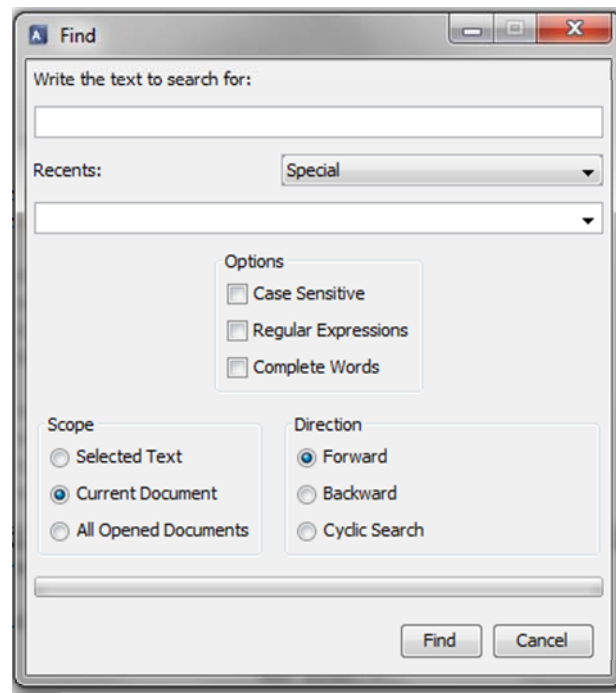 Find
Write the text to search for:
Recents:
Special
Options
Case Sensitive
Regular Expressions
Complete Words
Scope
Selected Text
Current Document
All Opened Documents
Direction
Forward
Backward
Cyclic Search
Find
Cancel